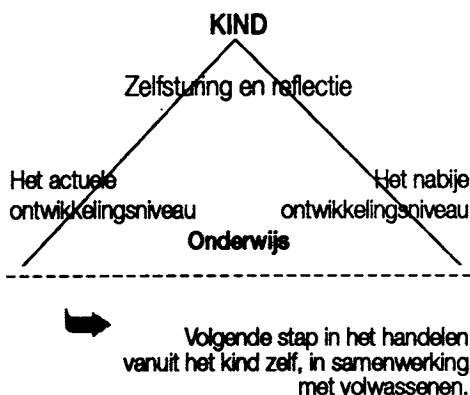 KIND
Zelfsturing en reflectie
Het actuele
ontwikkelingsniveau
Het nabije
ontwikkelingsniveau
Onderwijs
Volgende stap in het handelen
vanuit het kind zelf, in samenwerking
met volwassenen.